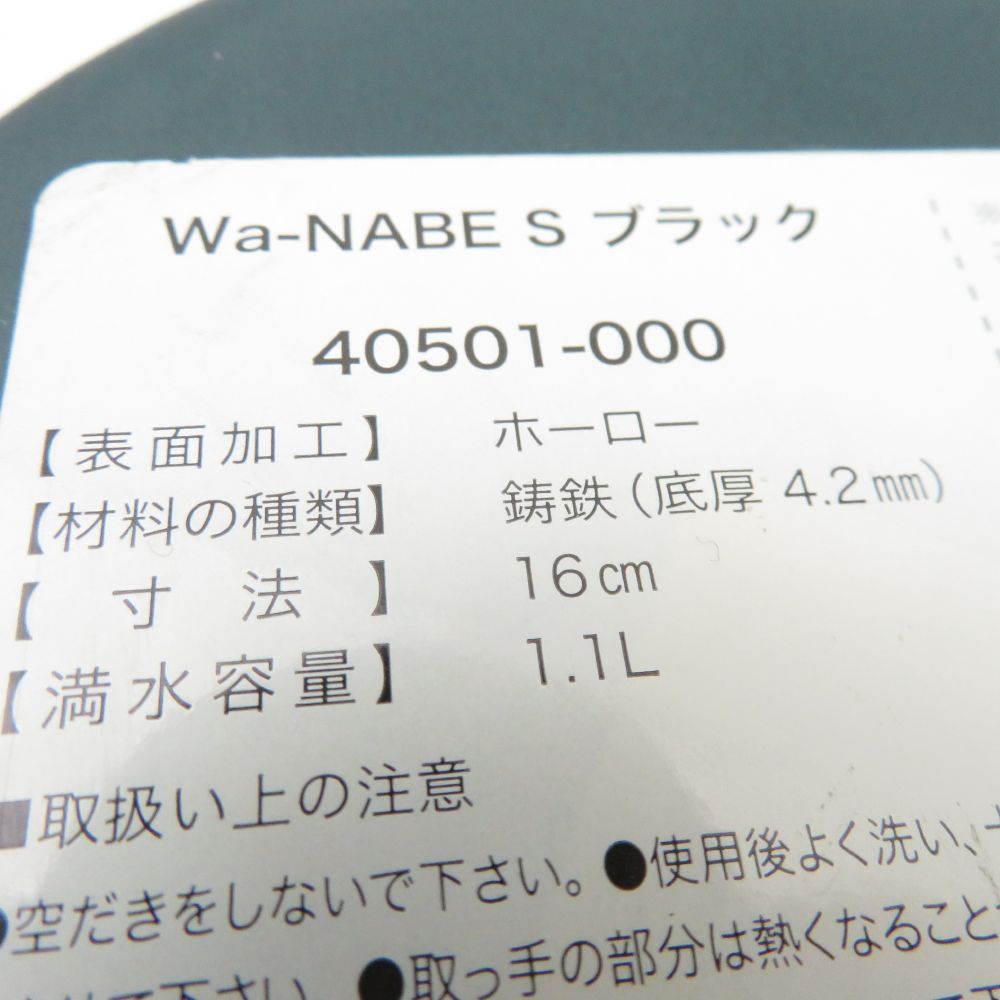 Wa-NABE S ブラック
40501-000
【表面加工】 ホーロー
【材料の種類】 鋳鉄(底厚 4.2㎜)
【寸法】 16㎝
【満水容量】 1.1L
■取扱い上の注意
●空だきをしないで下さい。 ●使用後よく洗い、
下さい。 ●取っ手の部分は熱くなること